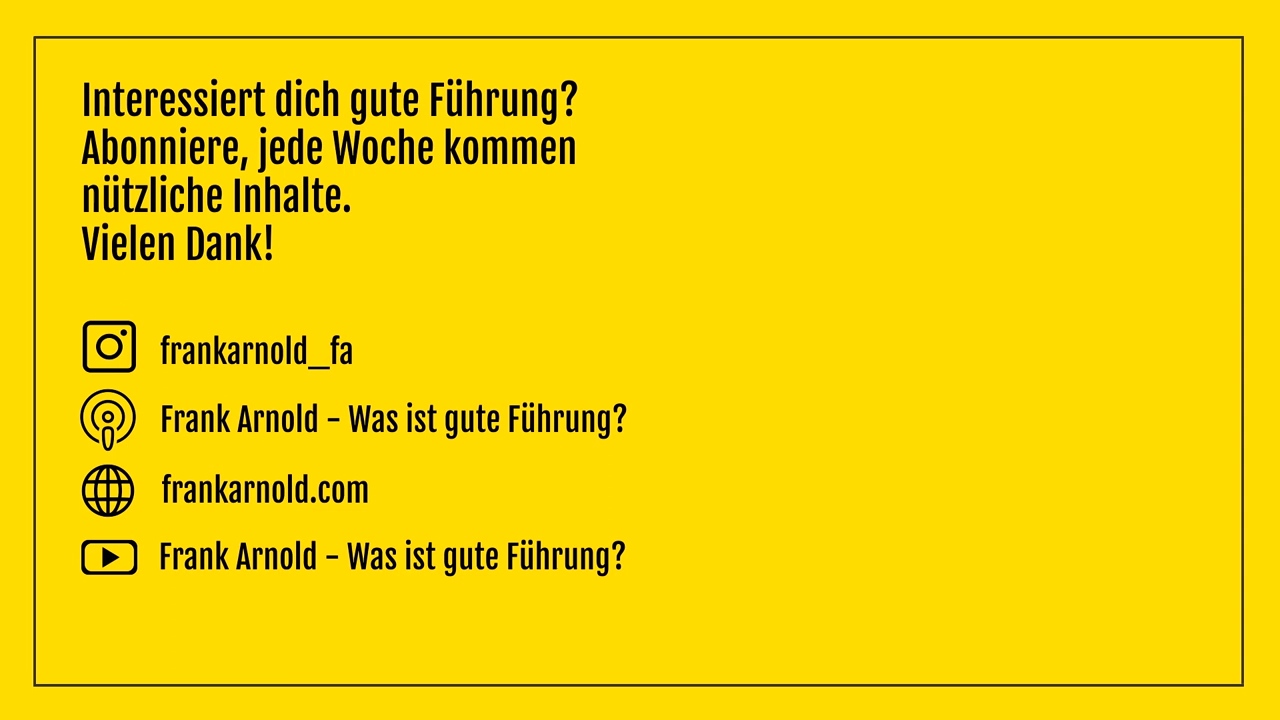 Interessiert dich gute Führung?
Abonniere, jede Woche kommen
nützliche Inhalte.
Vielen Dank!
frankarnold_fa
Frank Arnold - Was ist gute Führung?
frankarnold.com
Frank Arnold - Was ist gute Führung?